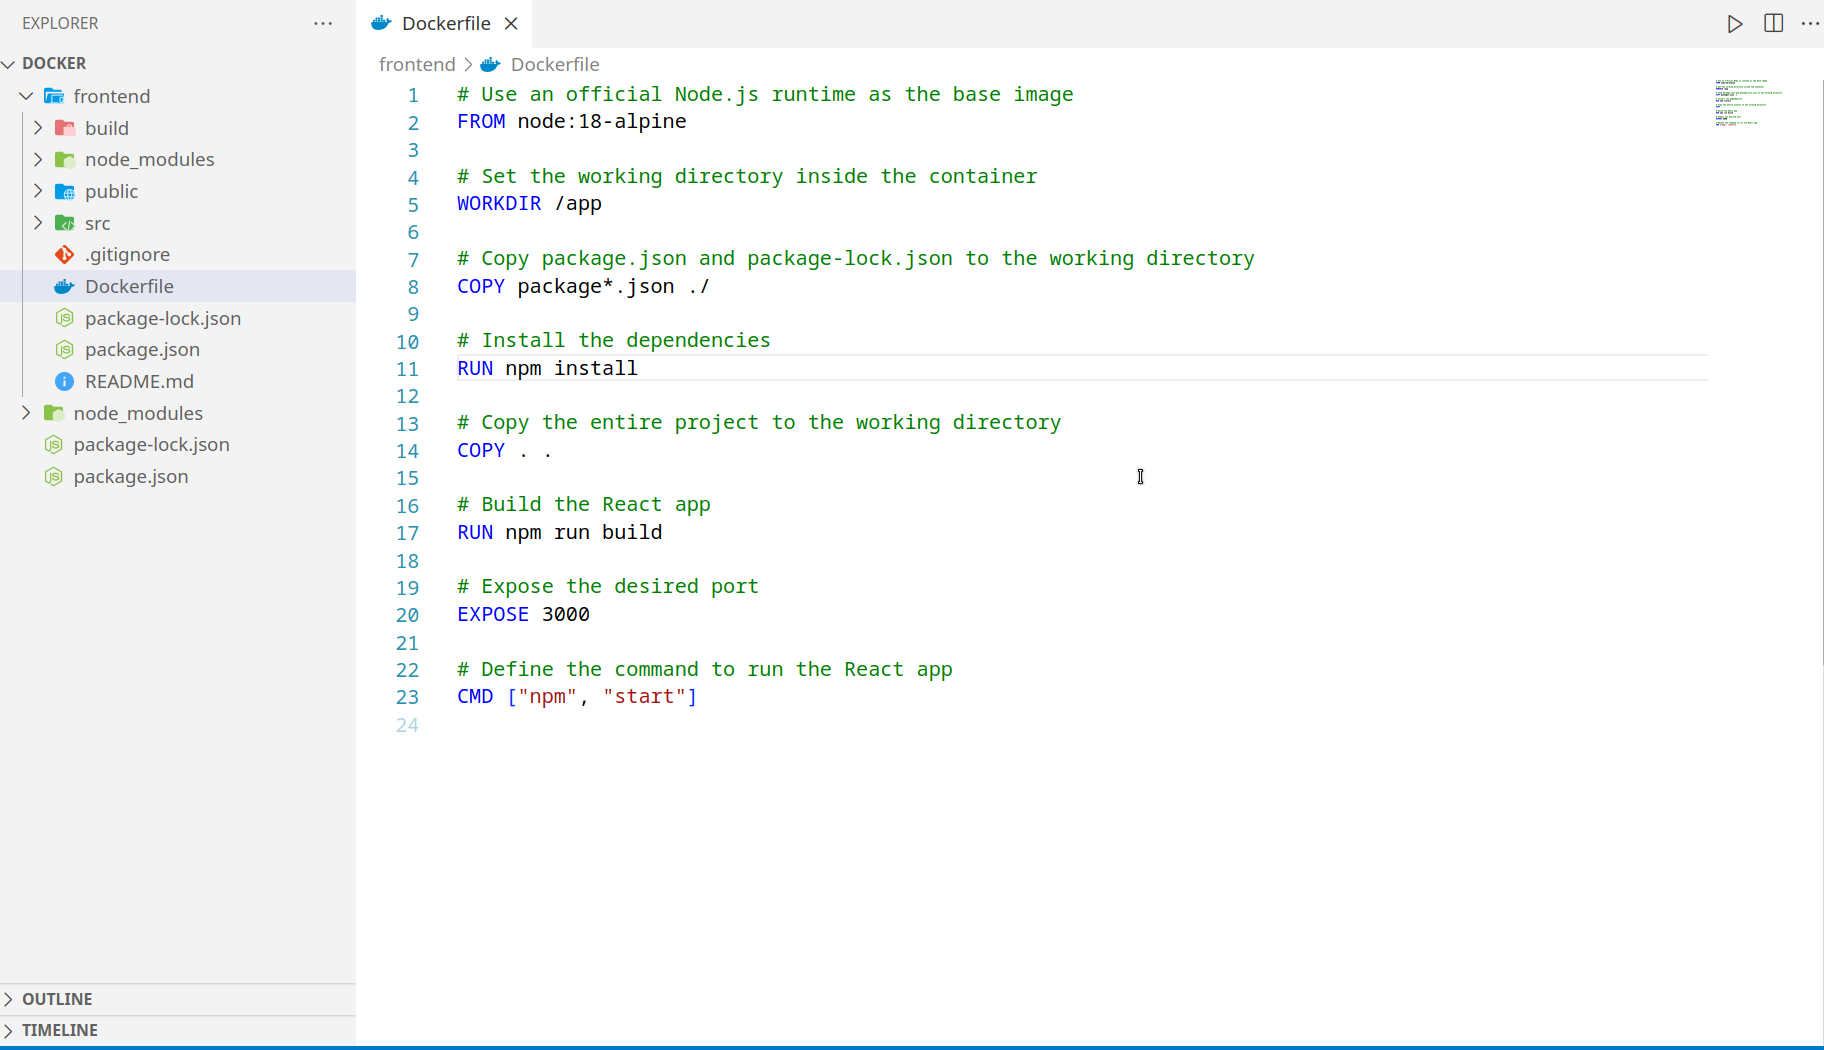 EXPLORER
DOCKER
frontend
build
node_modules
public
src
.gitignore
Dockerfile
package-lock.json
package.json
README.md
node_modules
package-lock.json
package.json
OUTLINE
TIMELINE
Dockerfile
frontend > Dockerfile
1 # Use an official Node.js runtime as the base image
2 FROM node:18-alpine
3
4 # Set the working directory inside the container
5 WORKDIR /app
6
7 # Copy package.json and package-lock.json to the working directory
8 COPY package*.json ./
9
10 # Install the dependencies
11 RUN npm install
12
13 # Copy the entire project to the working directory
14 COPY . .
15
16 # Build the React app
17 RUN npm run build
18
19 # Expose the desired port
20 EXPOSE 3000
21
22 # Define the command to run the React app
23 CMD ["npm", "start"]
24